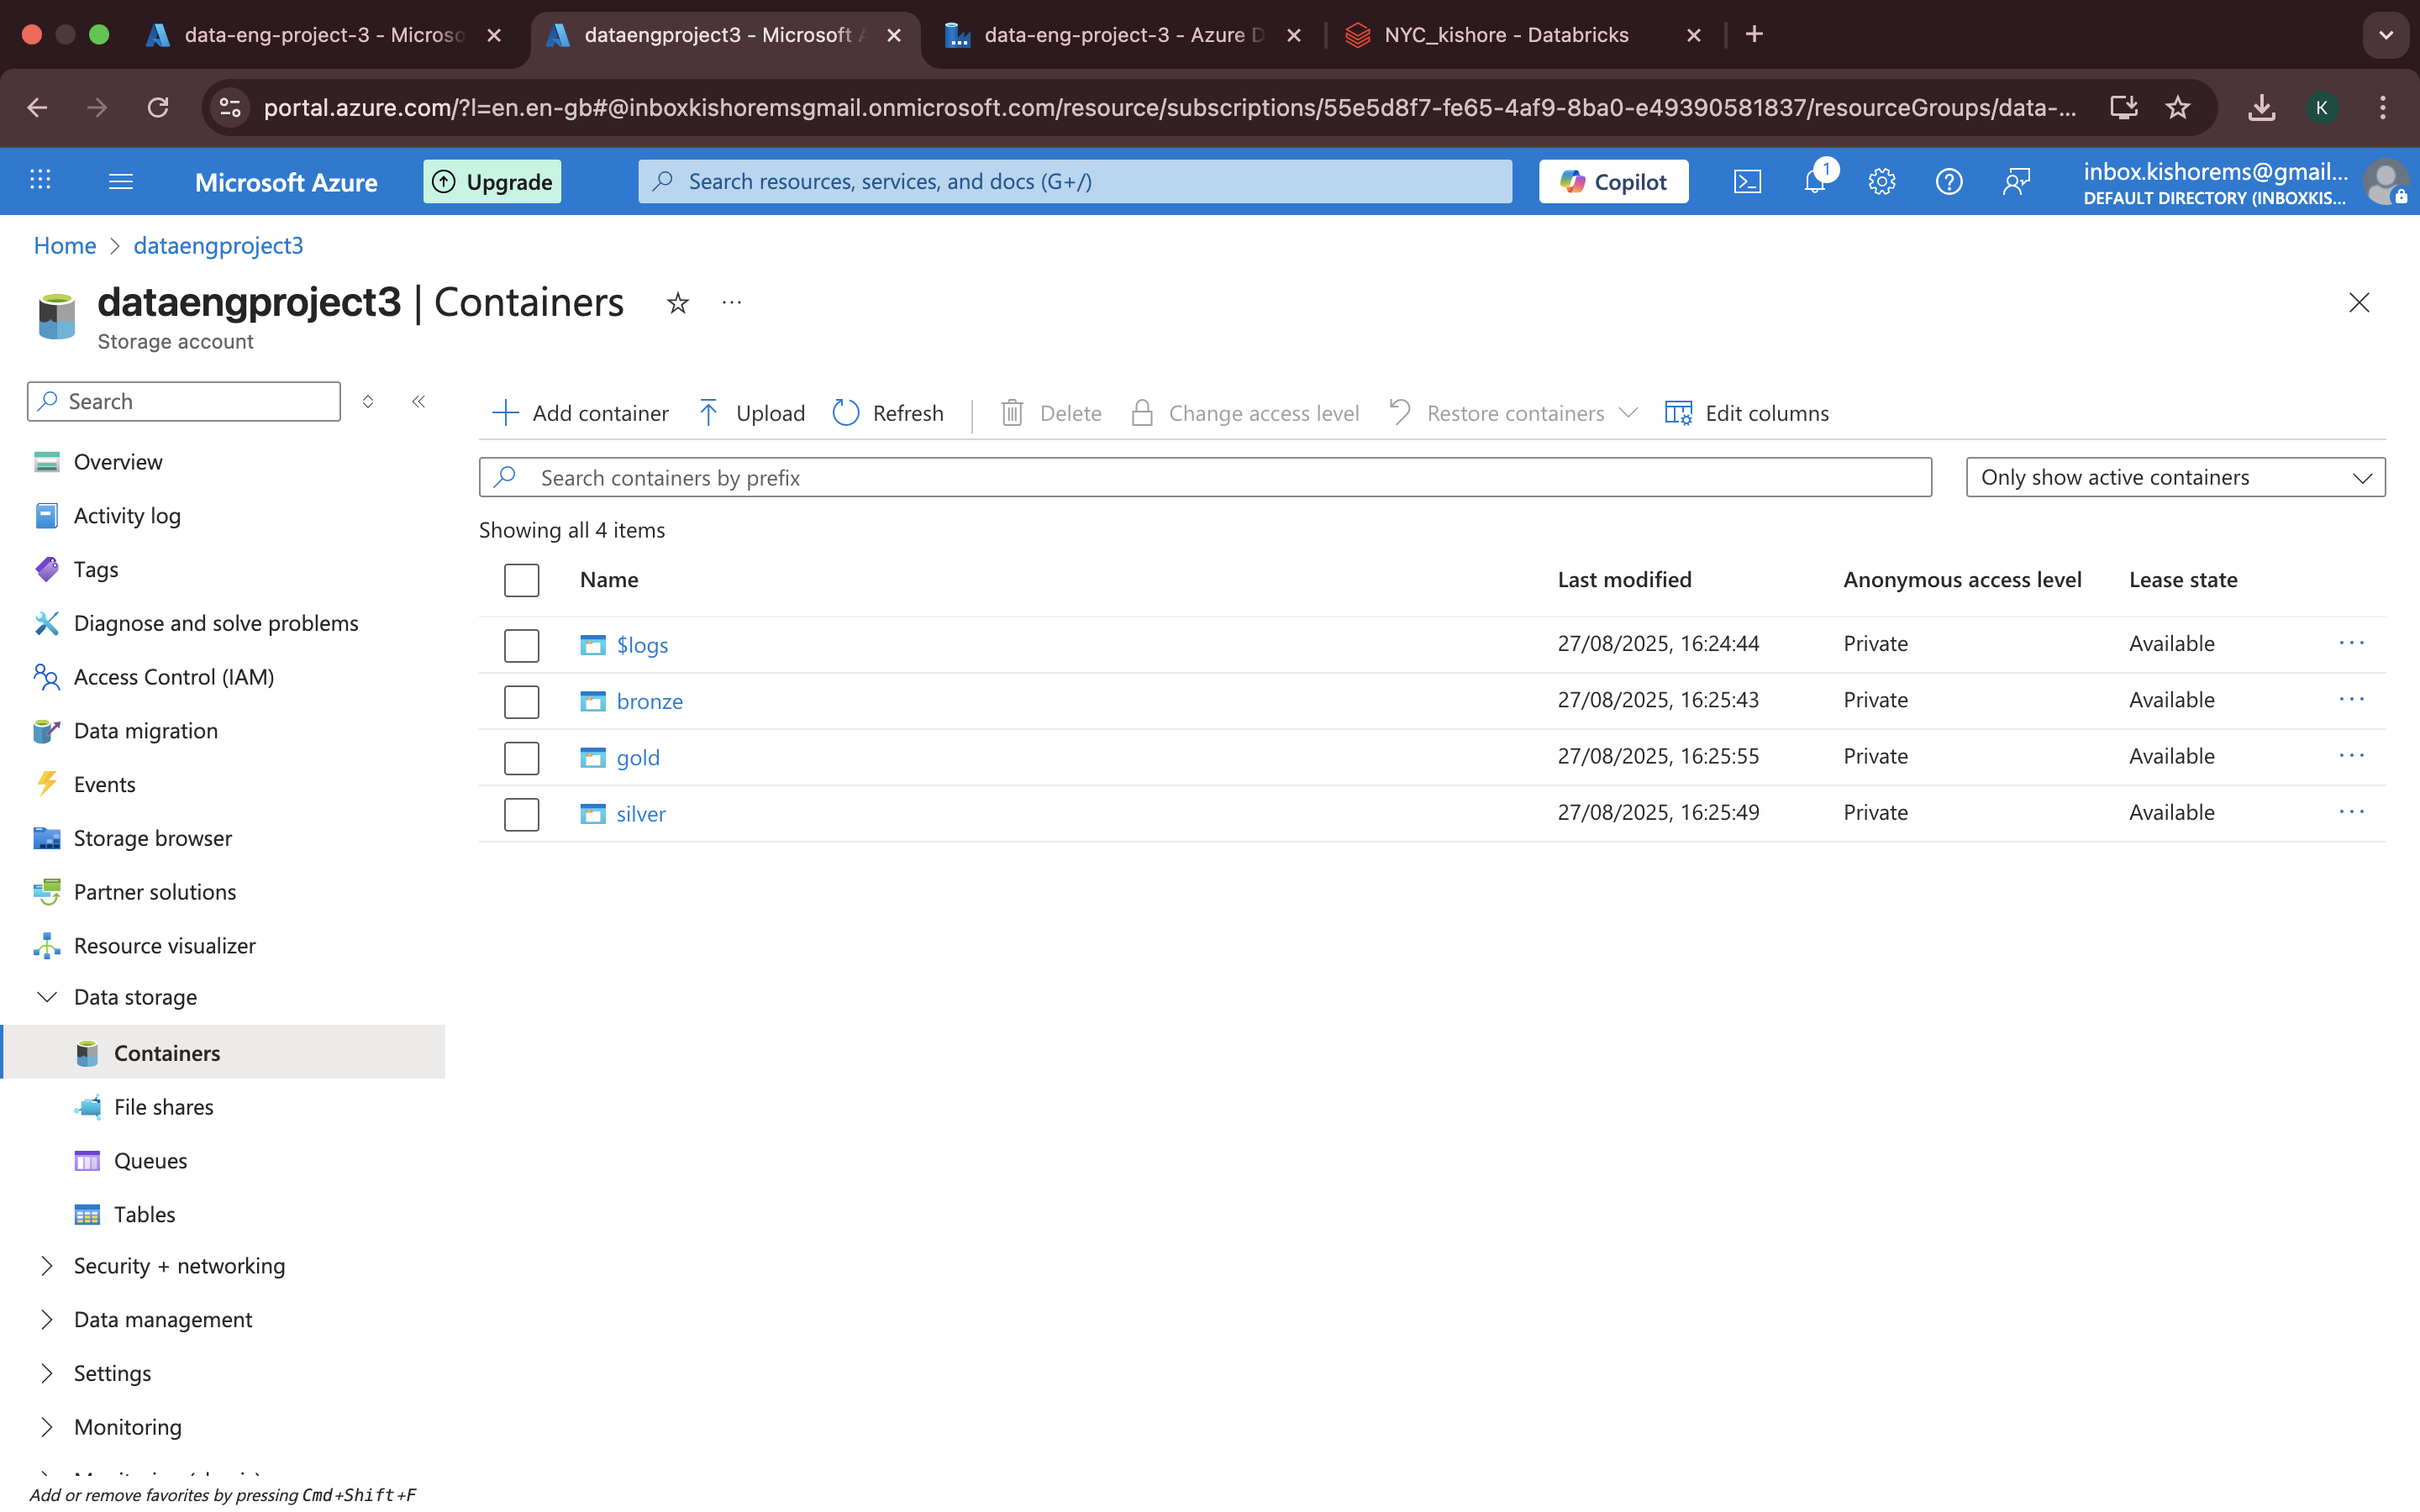 data-eng-project-3 - Microso
dataengproject3 - Microsoft A
data-eng-project-3 - Azure D
NYC_kishore - Databricks
portal.azure.com/?l=en.en-gb#@inboxkishoremsgmail.onmicrosoft.com/resource/subscriptions/55e5d8f7-fe65-4af9-8ba0-e49390581837/resourceGroups/data-...
K
Microsoft Azure
Upgrade
Search resources, services, and docs (G+/)
Copilot
1
inbox.kishorems@gmail...
DEFAULT DIRECTORY (INBOXKIS...
Home > dataengproject3
dataengproject3 | Containers
Storage account
Search
Overview
Activity log
Tags
Diagnose and solve problems
Access Control (IAM)
Data migration
Events
Storage browser
Partner solutions
Resource visualizer
Data storage
Containers
File shares
Queues
Tables
Security + networking
Data management
Settings
Monitoring
Add or remove favorites by pressing Cmd+Shift+F
Add container Upload Refresh Delete Change access level Restore containers Edit columns
Search containers by prefix
Only show active containers
Showing all 4 items
Name Last modified Anonymous access level Lease state
$logs 27/08/2025, 16:24:44 Private Available
bronze 27/08/2025, 16:25:43 Private Available
gold 27/08/2025, 16:25:55 Private Available
silver 27/08/2025, 16:25:49 Private Available